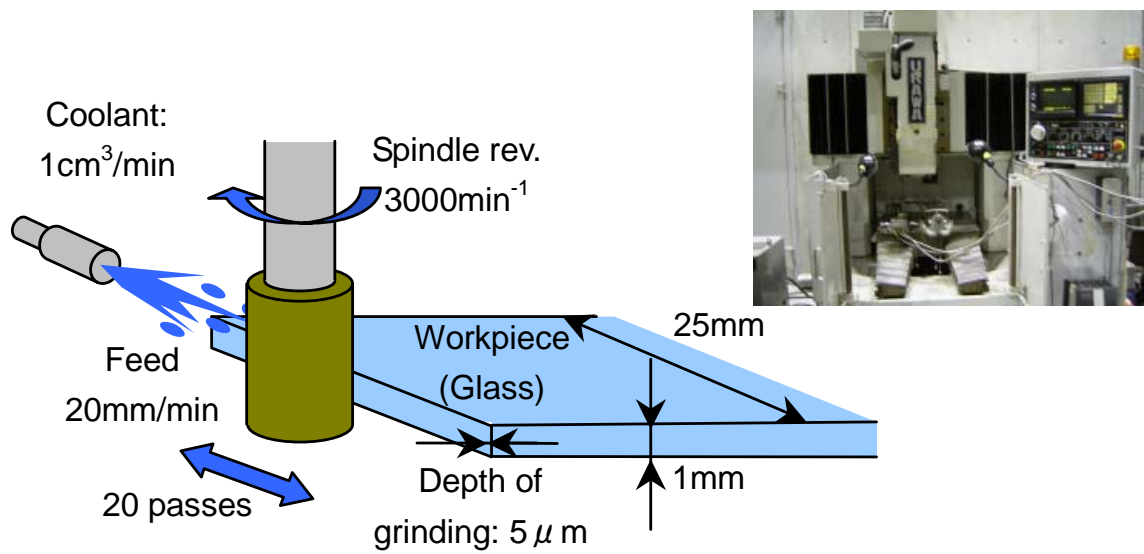 Coolant:
1cm³/min
Spindle rev.
3000min⁻¹
URAWA
Feed
20mm/min
20 passes
Workpiece
(Glass)
25mm
1mm
Depth of
grinding: 5μm